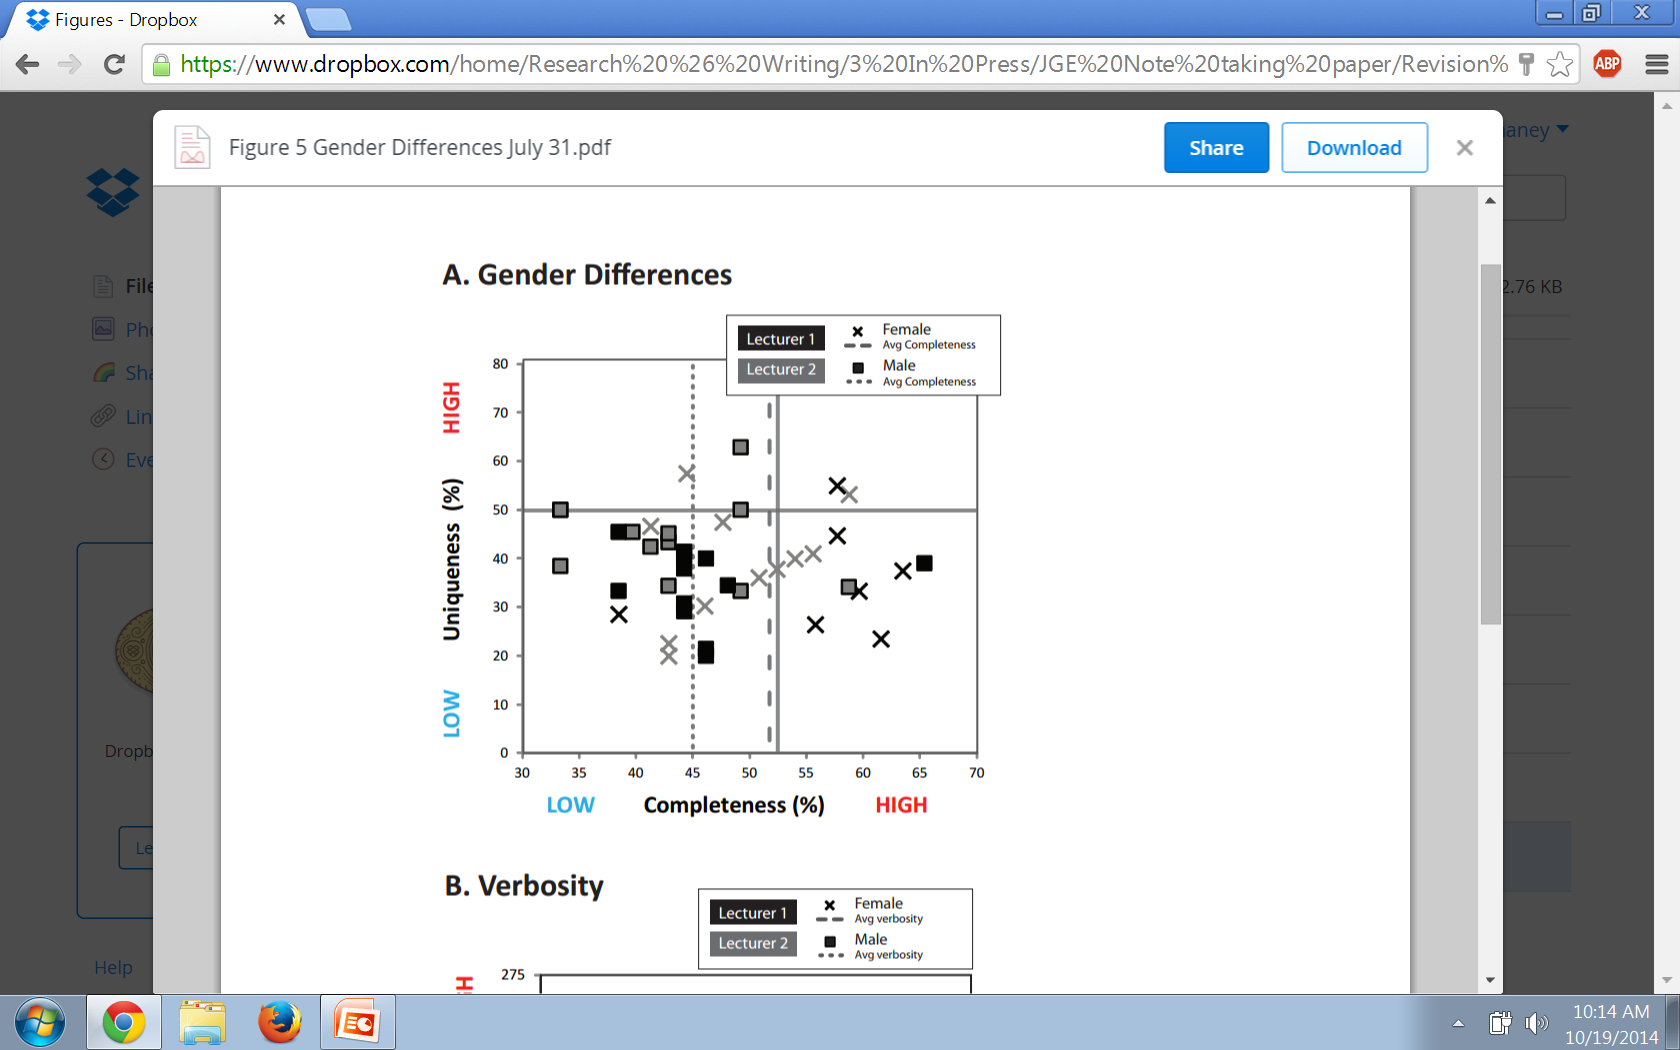 Figures - Dropbox
https://www.dropbox.com/home/Research%20%26%20Writing/3%20In%20Press/JGE%20Note%20taking%20paper/Revision%
ABP
Figure 5 Gender Differences July 31.pdf
Share
Download
aney
File
Pho
Sha
Lin
Eve
2.76 KB
Dropb
Le
Help
A. Gender Differences
Lecturer 1
Female
Avg Completeness
Lecturer 2
Male
Avg Completeness
80
70
60
50
40
30
20
10
0
HIGH
Uniqueness (%)
LOW
30 35 40 45 50 55 60 65 70
LOW Completeness (%) HIGH
B. Verbosity
Lecturer 1
Female
Avg verbosity
Lecturer 2
Male
Avg verbosity
275
10:14 AM
10/19/2014